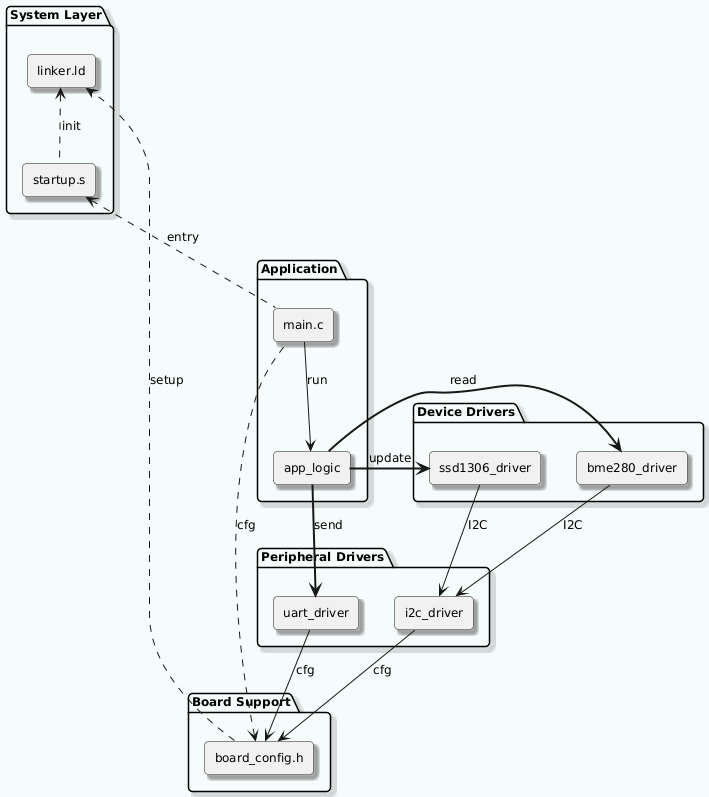 System Layer
linker.ld
init
startup.s
entry
Application
main.c
setup
run
read
Device Drivers
app_logic
update
ssd1306_driver
bme280_driver
cfg
send
I2C
I2C
Peripheral Drivers
uart_driver
i2c_driver
cfg
cfg
Board Support
board_config.h